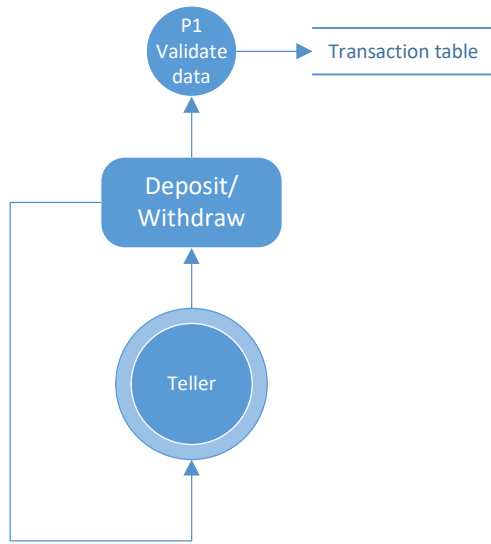 P1
Validate
data
Transaction table
Deposit/
Withdraw
Teller